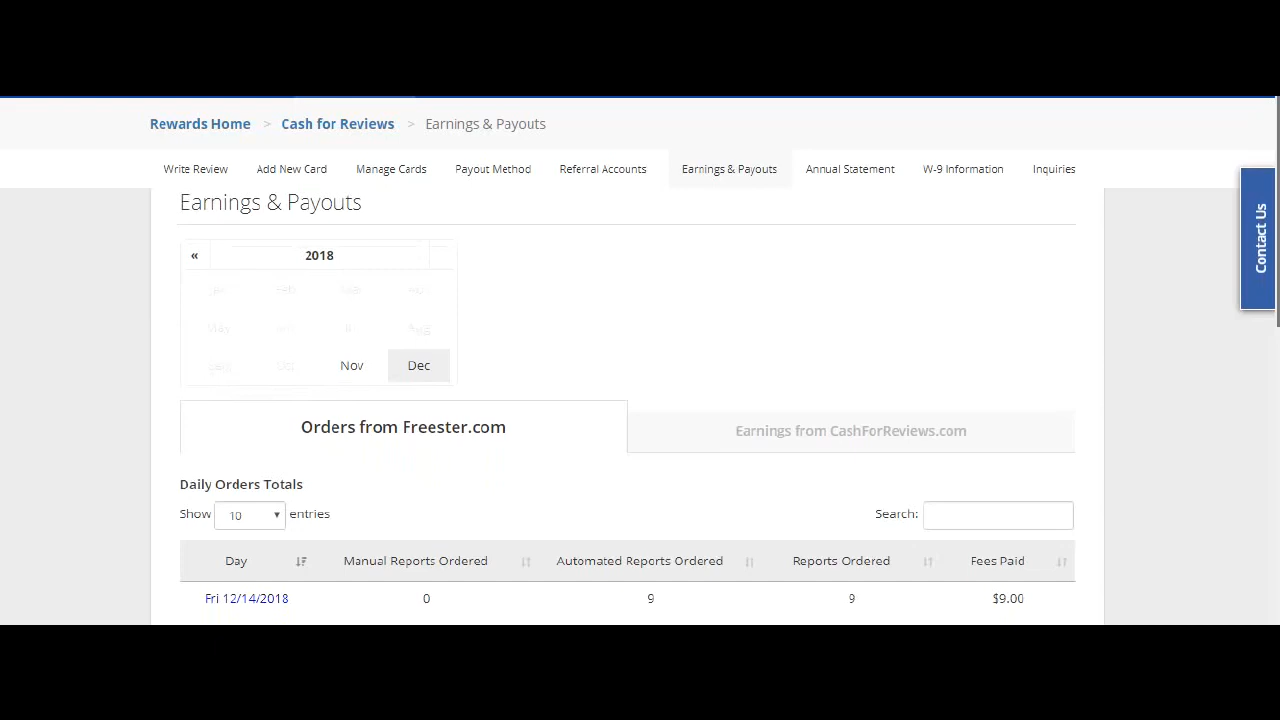 Rewards Home > Cash for Reviews > Earnings & Payouts
Write Review Add New Card Manage Cards Payout Method Referral Accounts Earnings & Payouts Annual Statement W-9 Information Inquiries
Contact Us
Earnings & Payouts
« 2018
May Aug
Nov Dec
Orders from Freester.com Earnings from CashForReviews.com
Daily Orders Totals
Show 10 entries Search:
Day Manual Reports Ordered Automated Reports Ordered Reports Ordered Fees Paid
Fri 12/14/2018 0 9 9 $9.00